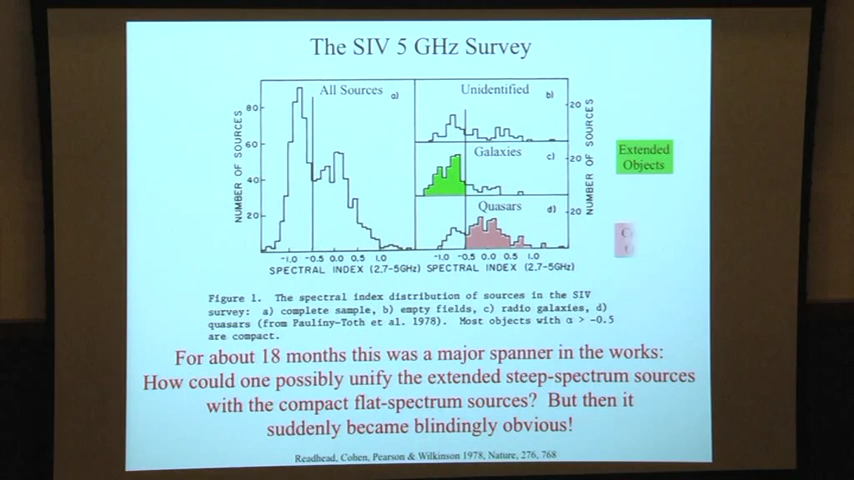 The SIV 5 GHz Survey
All Sources
a)
Unidentified
b)
Galaxies
c)
Quasars
d)
NUMBER OF SOURCES
80
60
40
20
20
20
20
NUMBER OF SOURCES
-1.0 -0.5 0.0 0.5 1.0
-1.0 -0.5 0.0 0.5 1.0
SPECTRAL INDEX (2.7-5GHz) SPECTRAL INDEX (2.7-5GHz)
Extended
Objects
Figure 1. The spectral index distribution of sources in the SIV
survey: a) complete sample, b) empty fields, c) radio galaxies, d)
quasars (from Pauliny-Toth et al. 1978). Most objects with α > -0.5
are compact.
For about 18 months this was a major spanner in the works:
How could one possibly unify the extended steep-spectrum sources
with the compact flat-spectrum sources? But then it
suddenly became blindingly obvious!
Readhead, Cohen, Pearson & Wilkinson 1978, Nature, 276, 768